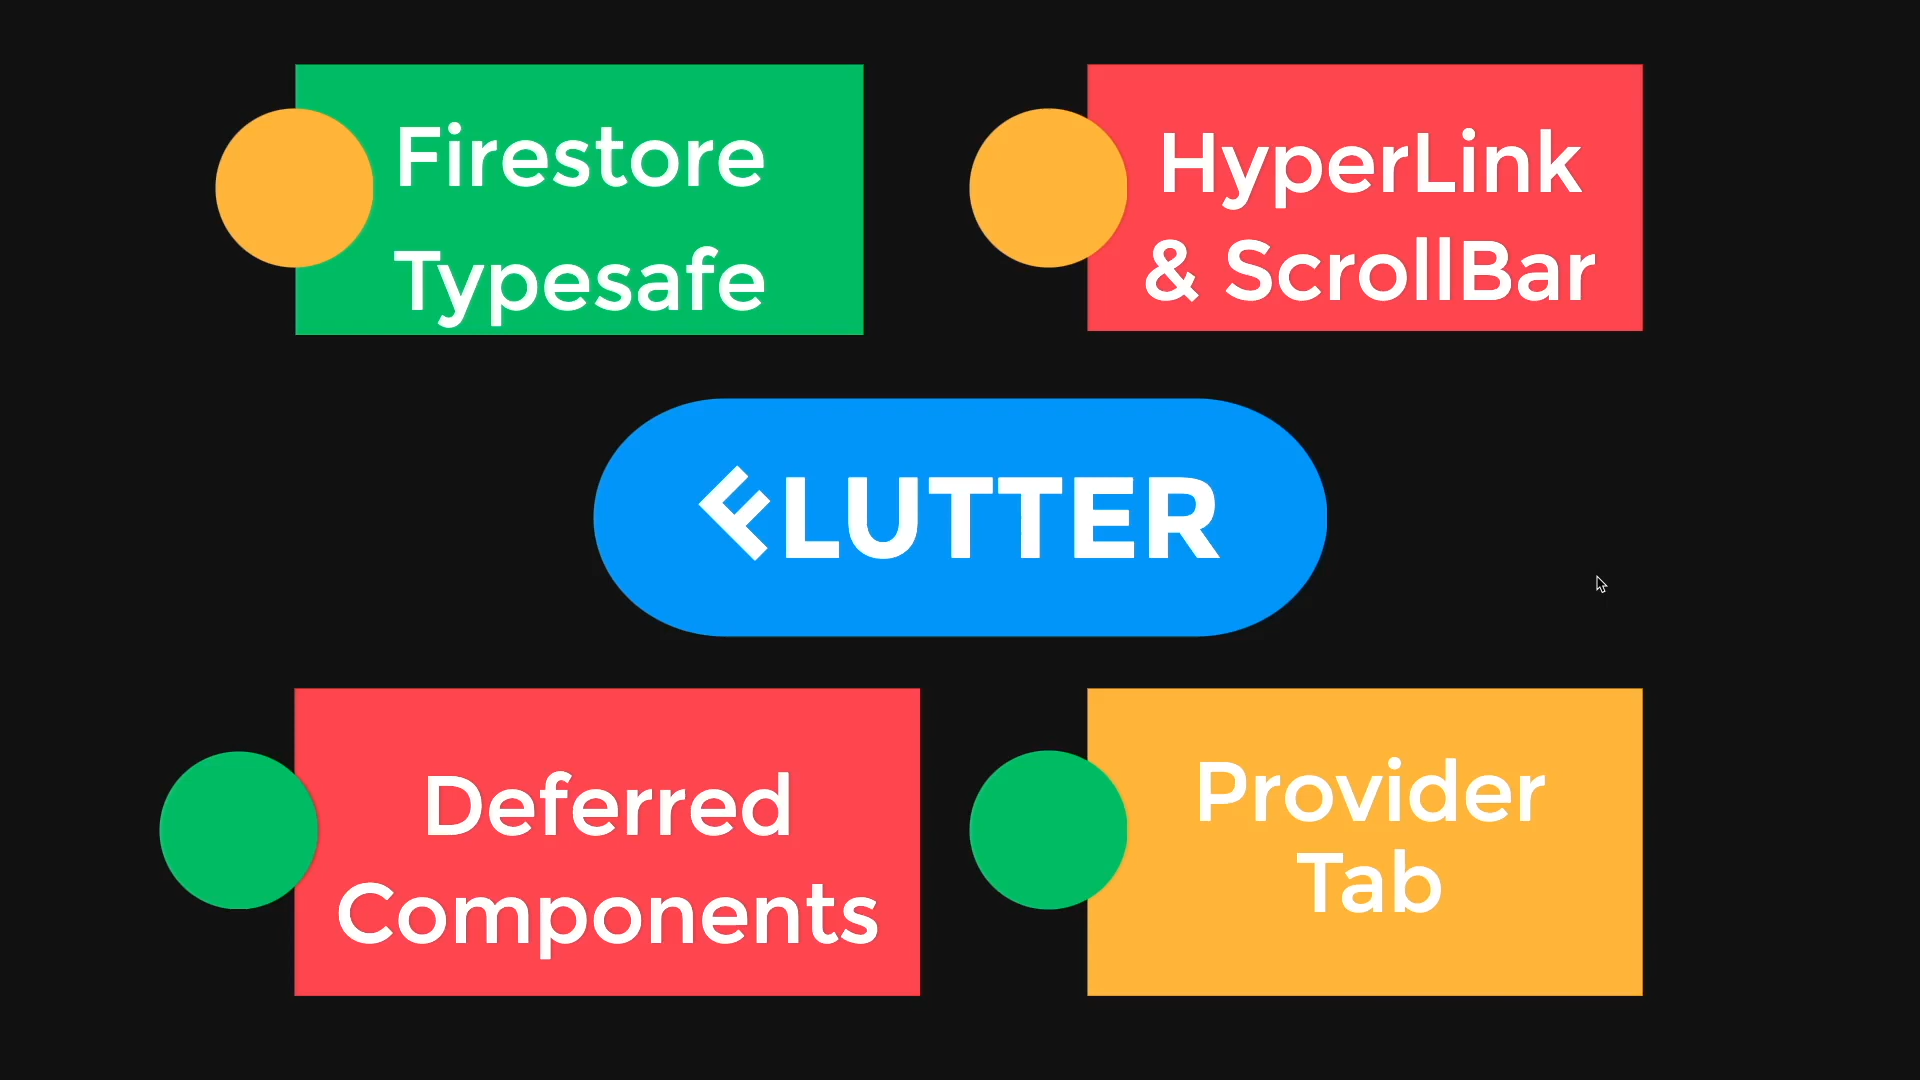 Firestore
Typesafe
HyperLink
& ScrollBar
FLUTTER
Deferred
Components
Provider
Tab